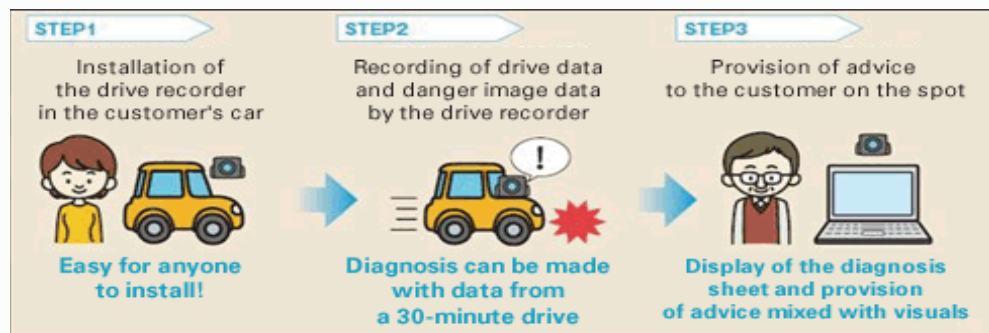 STEP1
Installation of
the drive recorder
in the customer's car
Easy for anyone
to install!
STEP2
Recording of drive data
and danger image data
by the drive recorder
!
Diagnosis can be made
with data from
a 30-minute drive
STEP3
Provision of advice
to the customer on the spot
Display of the diagnosis
sheet and provision
of advice mixed with visuals